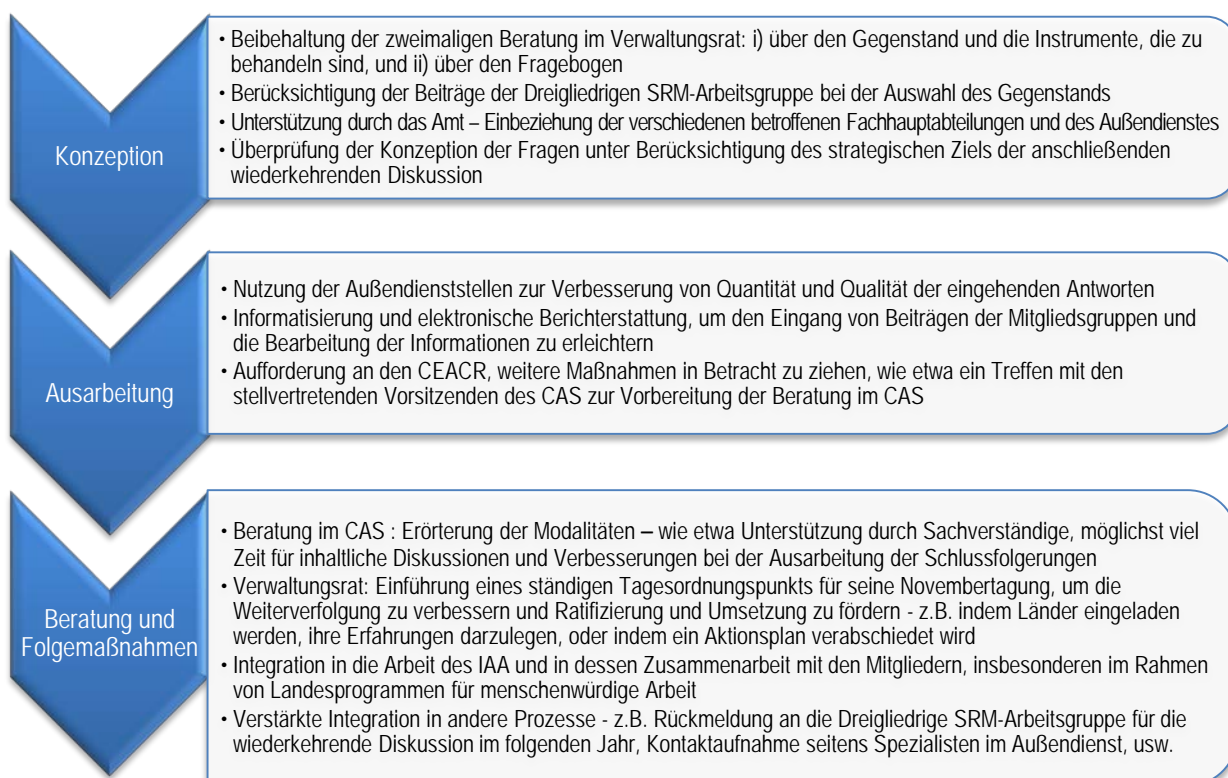 Konzeption
• Beibehaltung der zweimaligen Beratung im Verwaltungsrat: i) über den Gegenstand und die Instrumente, die zu
behandeln sind, und ii) über den Fragebogen
• Berücksichtigung der Beiträge der Dreigliedrigen SRM-Arbeitsgruppe bei der Auswahl des Gegenstands
• Unterstützung durch das Amt – Einbeziehung der verschiedenen betroffenen Fachhauptabteilungen und des Außendienstes
• Überprüfung der Konzeption der Fragen unter Berücksichtigung des strategischen Ziels der anschließenden
wiederkehrenden Diskussion
Ausarbeitung
• Nutzung der Außendienststellen zur Verbesserung von Quantität und Qualität der eingehenden Antworten
• Informatisierung und elektronische Berichterstattung, um den Eingang von Beiträgen der Mitgliedsgruppen und
die Bearbeitung der Informationen zu erleichtern
• Aufforderung an den CEACR, weitere Maßnahmen in Betracht zu ziehen, wie etwa ein Treffen mit den
stellvertretenden Vorsitzenden des CAS zur Vorbereitung der Beratung im CAS
Beratung und
Folgemaßnahmen
• Beratung im CAS : Erörterung der Modalitäten – wie etwa Unterstützung durch Sachverständige, möglichst viel
Zeit für inhaltliche Diskussionen und Verbesserungen bei der Ausarbeitung der Schlussfolgerungen
• Verwaltungsrat: Einführung eines ständigen Tagesordnungspunkts für seine Novembertagung, um die
Weiterverfolgung zu verbessern und Ratifizierung und Umsetzung zu fördern - z.B. indem Länder eingeladen
werden, ihre Erfahrungen darzulegen, oder indem ein Aktionsplan verabschiedet wird
• Integration in die Arbeit des IAA und in dessen Zusammenarbeit mit den Mitgliedern, insbesonderen im Rahmen
von Landesprogrammen für menschenwürdige Arbeit
• Verstärkte Integration in andere Prozesse - z.B. Rückmeldung an die Dreigliedrige SRM-Arbeitsgruppe für die
wiederkehrende Diskussion im folgenden Jahr, Kontaktaufnahme seitens Spezialisten im Außendienst, usw.